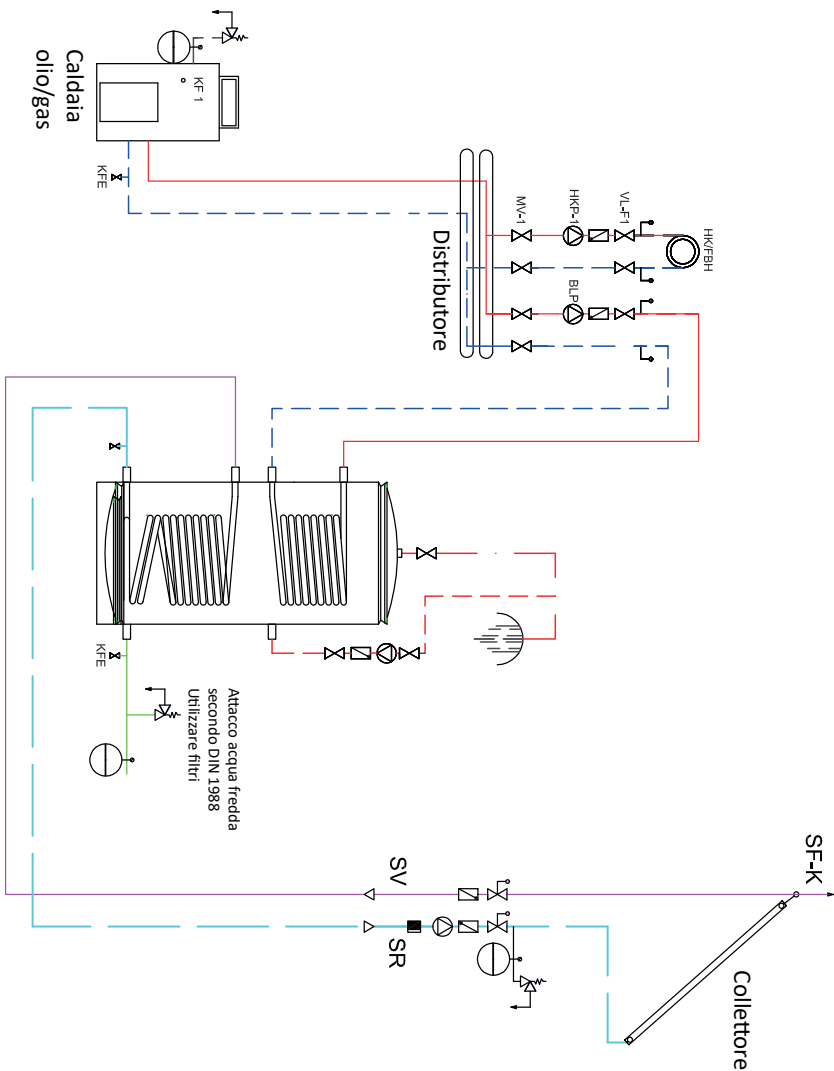 Caldaia
olio/gas
KF 1
KFE
Distributore
MV-1
HKP-1
VL-F1
HK/FBH
BLP
KFE
Attacco acqua fredda
secondo DIN 1988
Utilizzare filtri
SV
SR
SF-K
Collettore